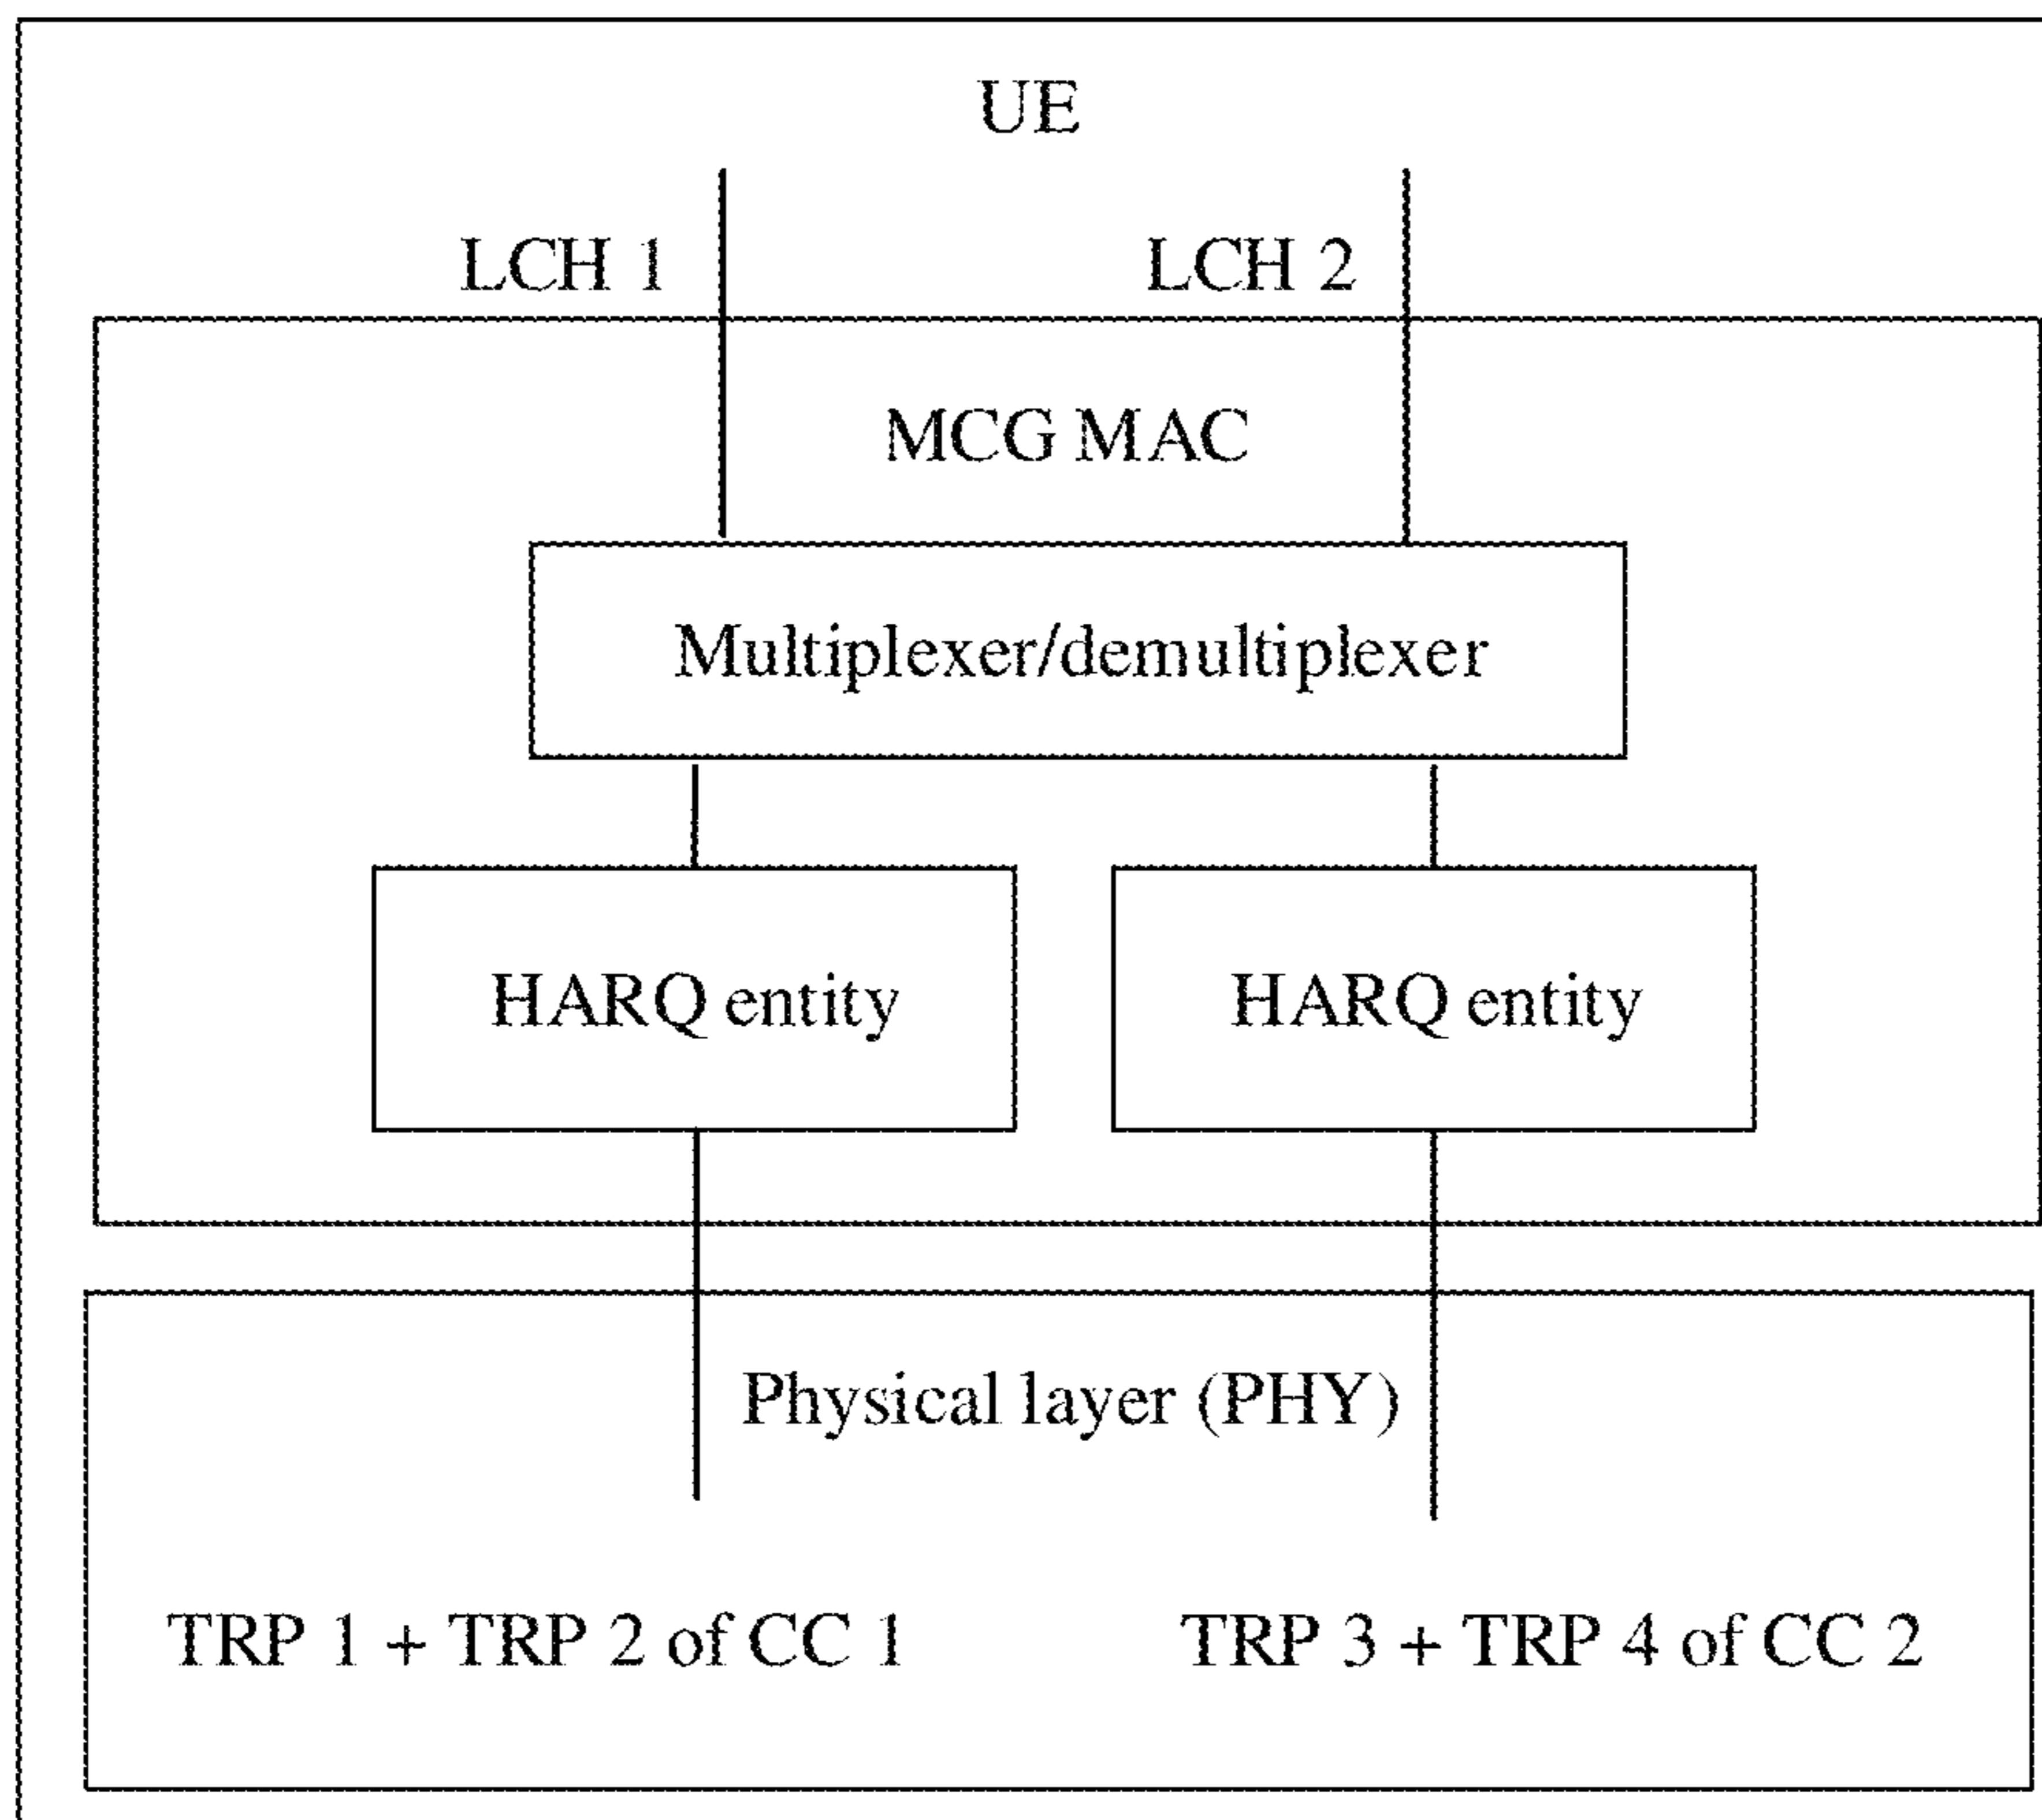 UE
LCH 1
LCH 2
MCG MAC
Multiplexer/demultiplexer
HARQ entity
HARQ entity
Physical layer (PHY)
TRP 1 + TRP 2 of CC 1
TRP 3 + TRP 4 of CC 2